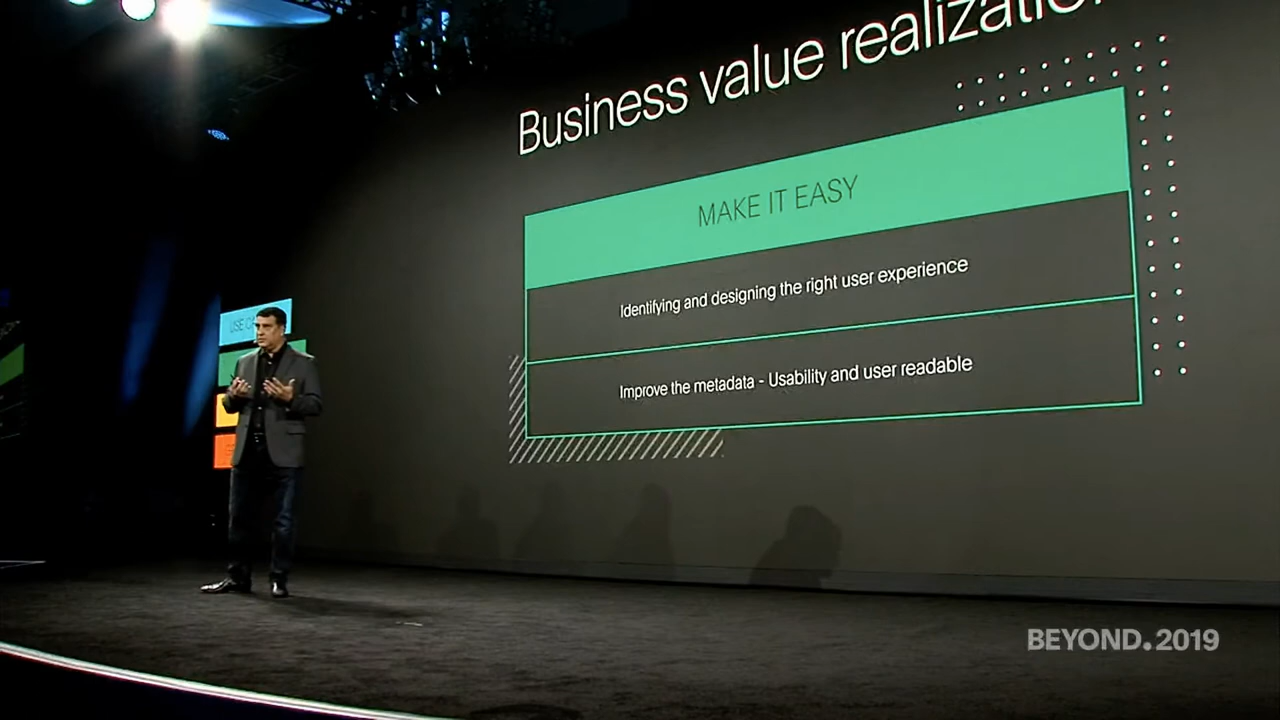 Business value
MAKE IT EASY
Identifying and designing the right user experience
Improve the metadata - Usability and user readable
USE
BEYOND.2019